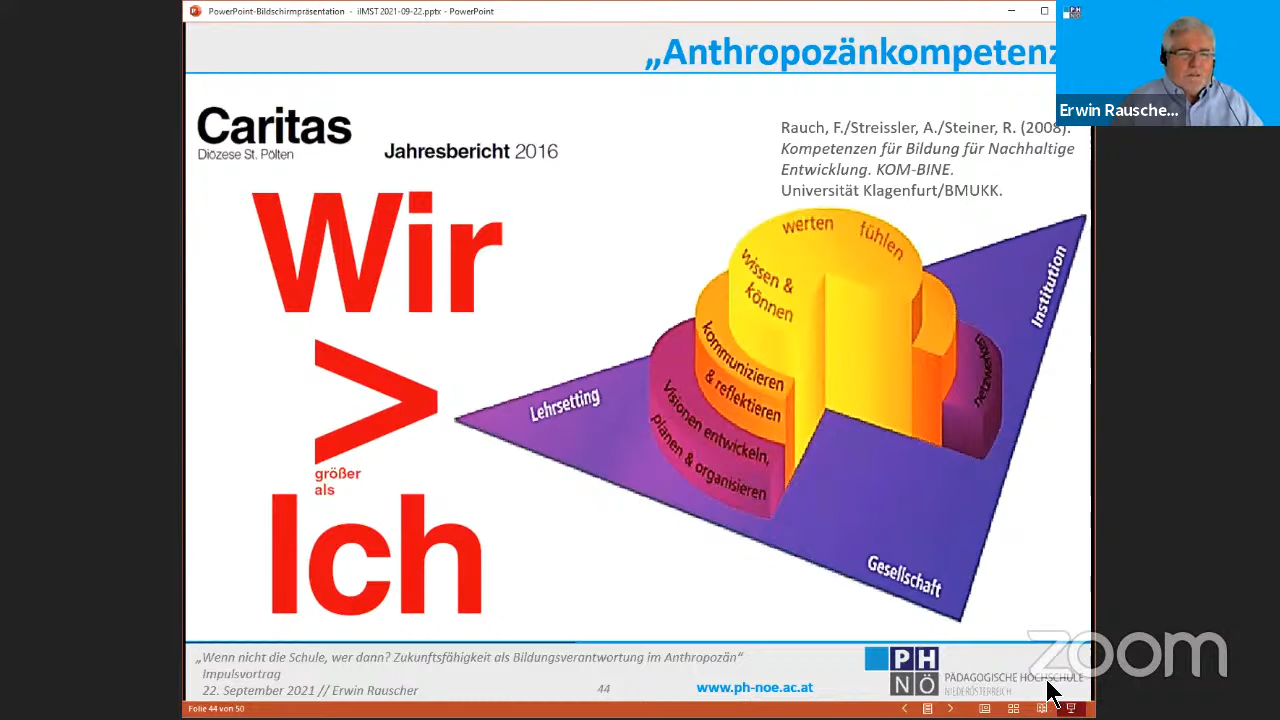 PowerPoint-Bildschirmpräsentation - iIMST 2021-09-22.pptx - PowerPoint
„Anthropozänkompetenz
Erwin Rausche...
Caritas
Diözese St. Pölten
Jahresbericht 2016
Rauch, F./Streissler, A./Steiner, R. (2008).
Kompetenzen für Bildung für Nachhaltige
Entwicklung. KOM-BINE.
Universität Klagenfurt/BMUKK.
Wir
>
größer
als
Ich
werten
fühlen
wissen &
können
kommunizieren
& reflektieren
Visionen entwickeln,
planen & organisieren
netzwerken
Lehrsetting
Institution
Gesellschaft
„Wenn nicht die Schule, wer dann? Zukunftsfähigkeit als Bildungsverantwortung im Anthropozän“
Impulsvortrag
22. September 2021 // Erwin Rauscher
44
www.ph-noe.ac.at
PH
NÖ
PÄDAGOGISCHE HOCHSCHULE
NIEDERÖSTERREICH
zoom
Folie 44 von 50